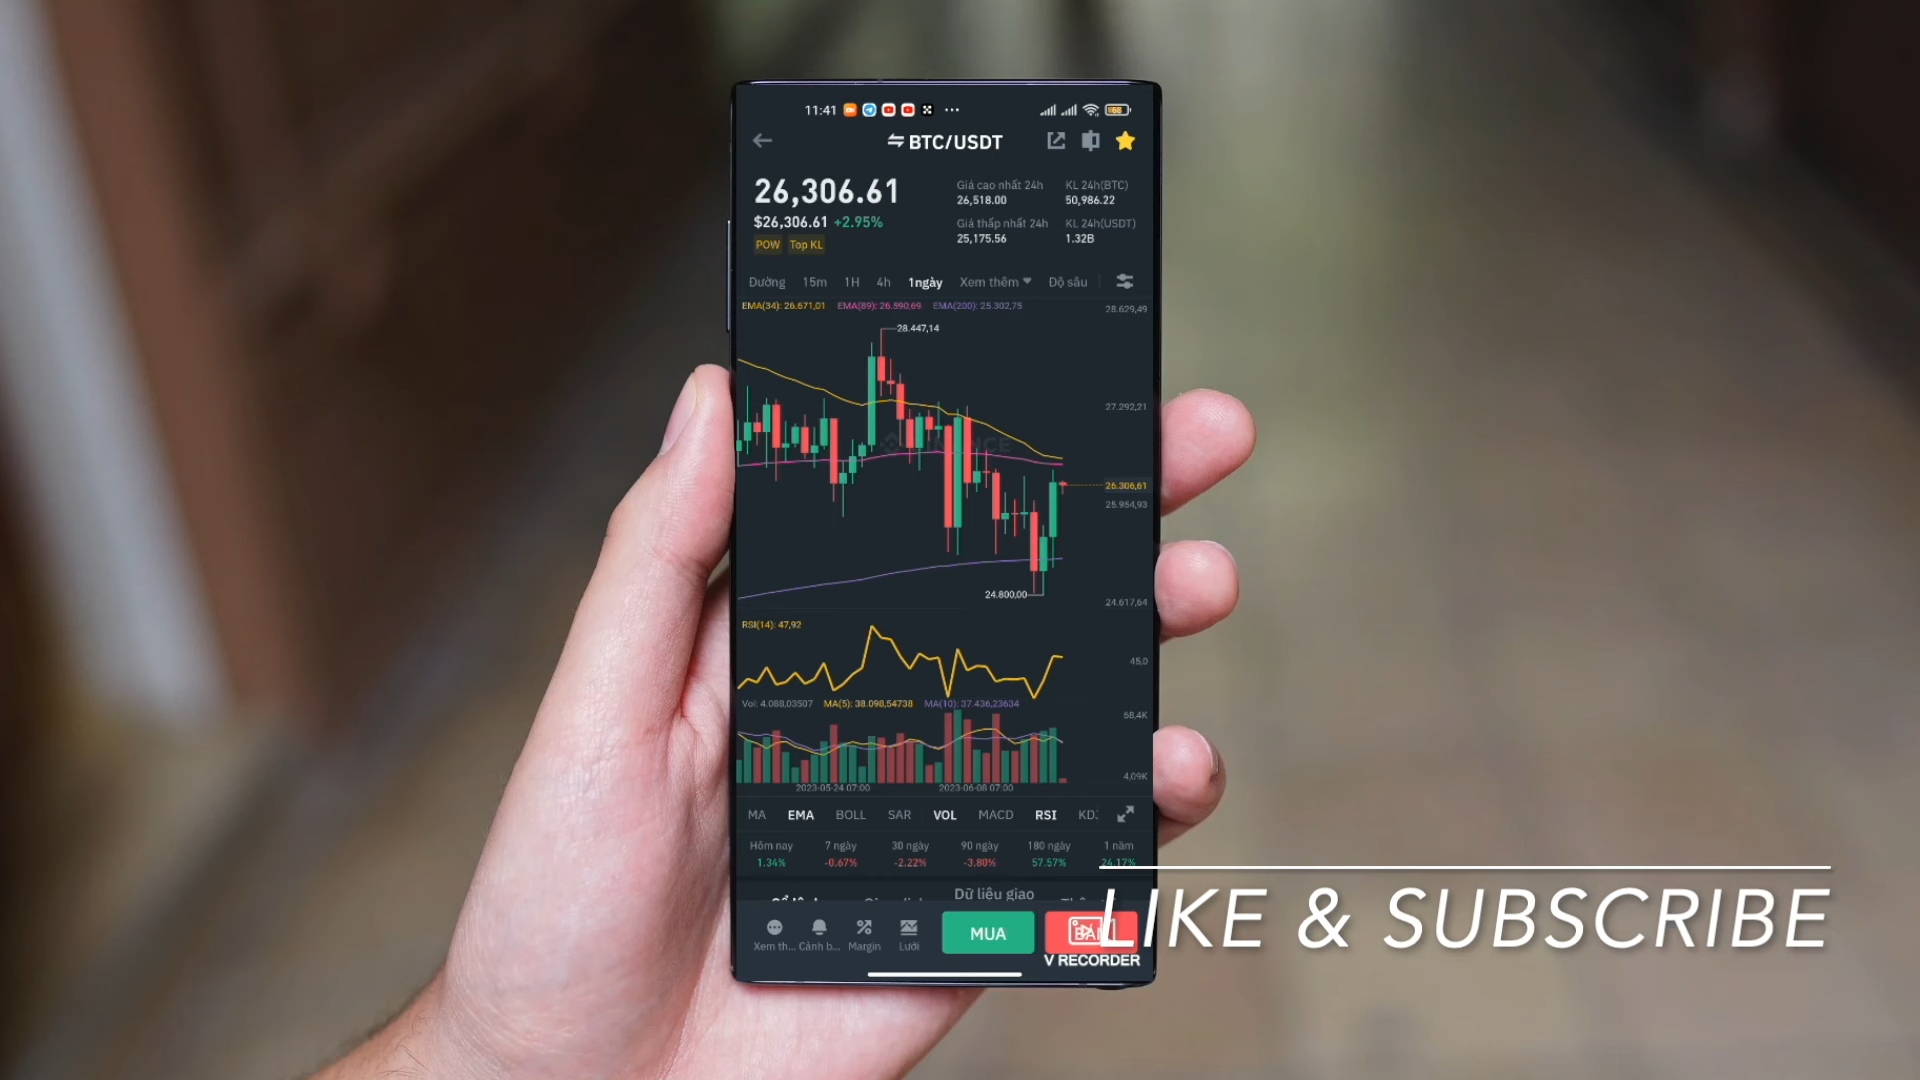 11:41
68
BTC/USDT
26,306.61
$26,306.61 +2.95%
POW Top KL
Giá cao nhất 24h
26,518.00
KL 24h(BTC)
50,986.22
Giá thấp nhất 24h
25,175.56
KL 24h(USDT)
1.32B
Đường 15m 1H 4h 1ngày Xem thêm Độ sâu
EMA(34): 26.671,01 EMA(89): 26.590,69 EMA(200): 25.302,75
28.629,49
28.447,14
27.292,21
26.306,61
25.954,93
24.800,00
24.617,64
RSI(14): 47,92
45,0
Vol: 4.088,03507 MA(5): 38.098,54738 MA(10): 37.436,23634
68,4K
4,09K
2023-05-24 07:00 2023-06-08 07:00
MA EMA BOLL SAR VOL MACD RSI
Hôm nay 7 ngày 30 ngày 90 ngày 180 ngày 1 năm
1.34% -0.67% -2.22% -3.80% 57.57% 24.17%
Dữ liệu giao
Xem th... Cảnh b... Margin Lưới
MUA
BÁN
V RECORDER
LIKE & SUBSCRIBE